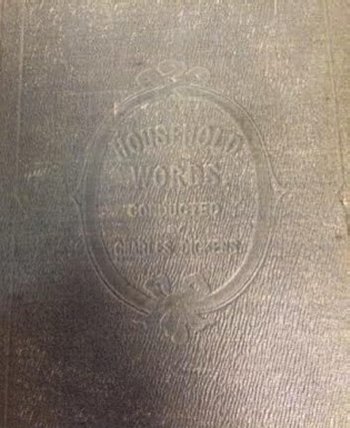 HOUSEHOLD
WORDS.
CONDUCTED
BY
CHARLES DICKENS.